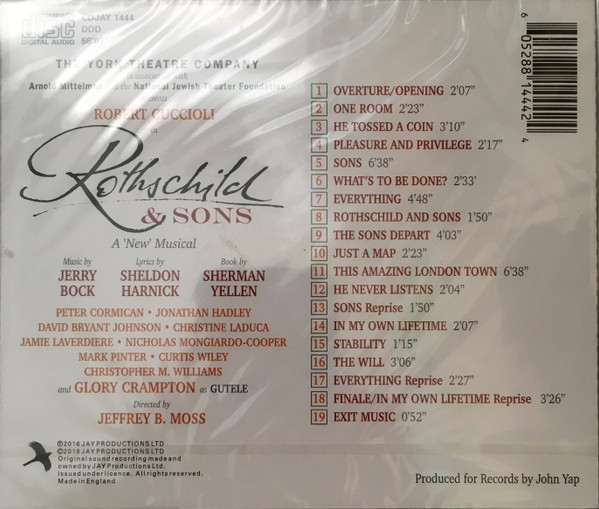 COMPACT
disc
DIGITAL AUDIO
CDJAY 1444
DDD
THE YORK THEATRE COMPANY
in association with
Arnold Mittelman and the National Jewish Theater Foundation
presents
ROBERT CUCCIOLI
in
Rothschild
& SONS
A 'New' Musical
Music by
JERRY
BOCK
Lyrics by
SHELDON
HARNICK
Book by
SHERMAN
YELLEN
PETER CORMICAN • JONATHAN HADLEY
DAVID BRYANT JOHNSON • CHRISTINE LADUCA
JAMIE LAVERDIERE • NICHOLAS MONGIARDO-COOPER
MARK PINTER • CURTIS WILEY
CHRISTOPHER M. WILLIAMS
and GLORY CRAMPTON as GUTELE
Directed by
JEFFREY B. MOSS
℗2016 JAY PRODUCTIONS LTD
©2016 JAY PRODUCTIONS LTD
Original sound recording made and
owned by JAY Productions Ltd.
Issued under licence. All rights reserved.
Made in England
1 OVERTURE/OPENING 2'07"
2 ONE ROOM 2'23"
3 HE TOSSED A COIN 3'10"
4 PLEASURE AND PRIVILEGE 2'17"
5 SONS 6'38"
6 WHAT'S TO BE DONE? 2'33'
7 EVERYTHING 4'48"
8 ROTHSCHILD AND SONS 1'50"
9 THE SONS DEPART 4'03"
10 JUST A MAP 2'23"
11 THIS AMAZING LONDON TOWN 6'38"
12 HE NEVER LISTENS 2'04"
13 SONS Reprise 1'50"
14 IN MY OWN LIFETIME 2'07"
15 STABILITY 1'15"
16 THE WILL 3'06"
17 EVERYTHING Reprise 2'27"
18 FINALE/IN MY OWN LIFETIME Reprise 3'26"
19 EXIT MUSIC 0'52"
6 05288 14442 4
Produced for Records by John Yap